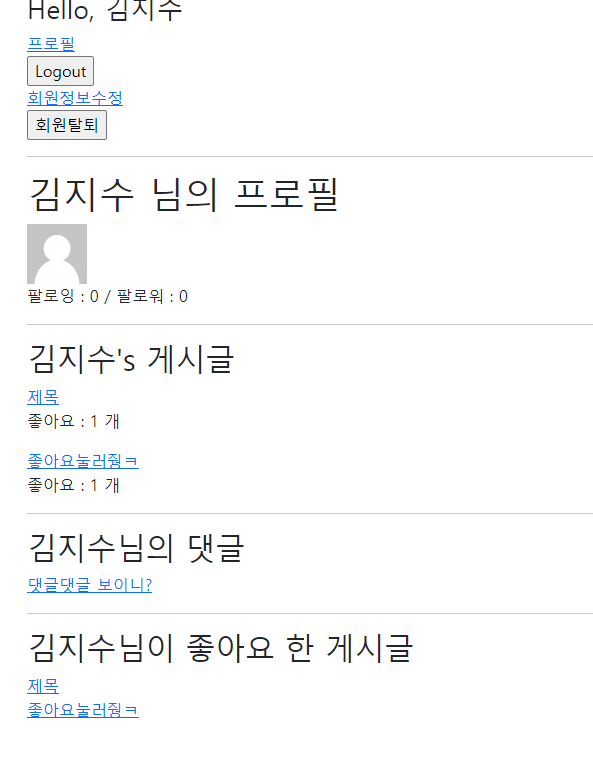 Hello, 김지수
프로필
Logout
회원정보수정
회원탈퇴
김지수 님의 프로필
팔로잉 : 0 / 팔로워 : 0
김지수's 게시글
제목
좋아요 : 1 개
좋아요눌러줭ㅋ
좋아요 : 1 개
김지수님의 댓글
댓글댓글 보이니?
김지수님이 좋아요 한 게시글
제목
좋아요눌러줭ㅋ